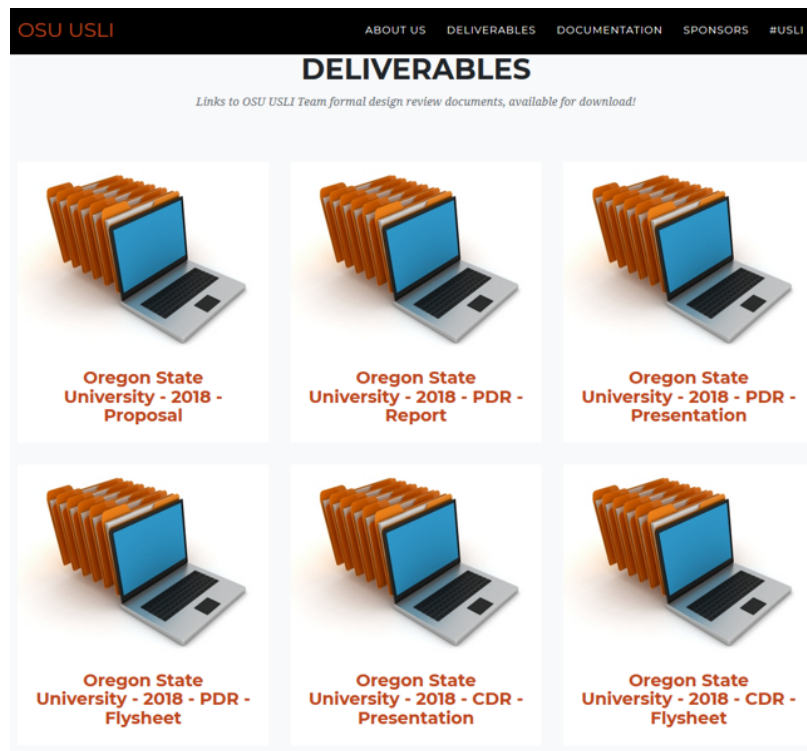 OSU USLI
ABOUT US DELIVERABLES DOCUMENTATION SPONSORS #USLI
DELIVERABLES
Links to OSU USLI Team formal design review documents, available for download!
Oregon State
University - 2018 -
Proposal
Oregon State
University - 2018 - PDR -
Report
Oregon State
University - 2018 - PDR -
Presentation
Oregon State
University - 2018 - PDR -
Flysheet
Oregon State
University - 2018 - CDR -
Presentation
Oregon State
University - 2018 - CDR -
Flysheet